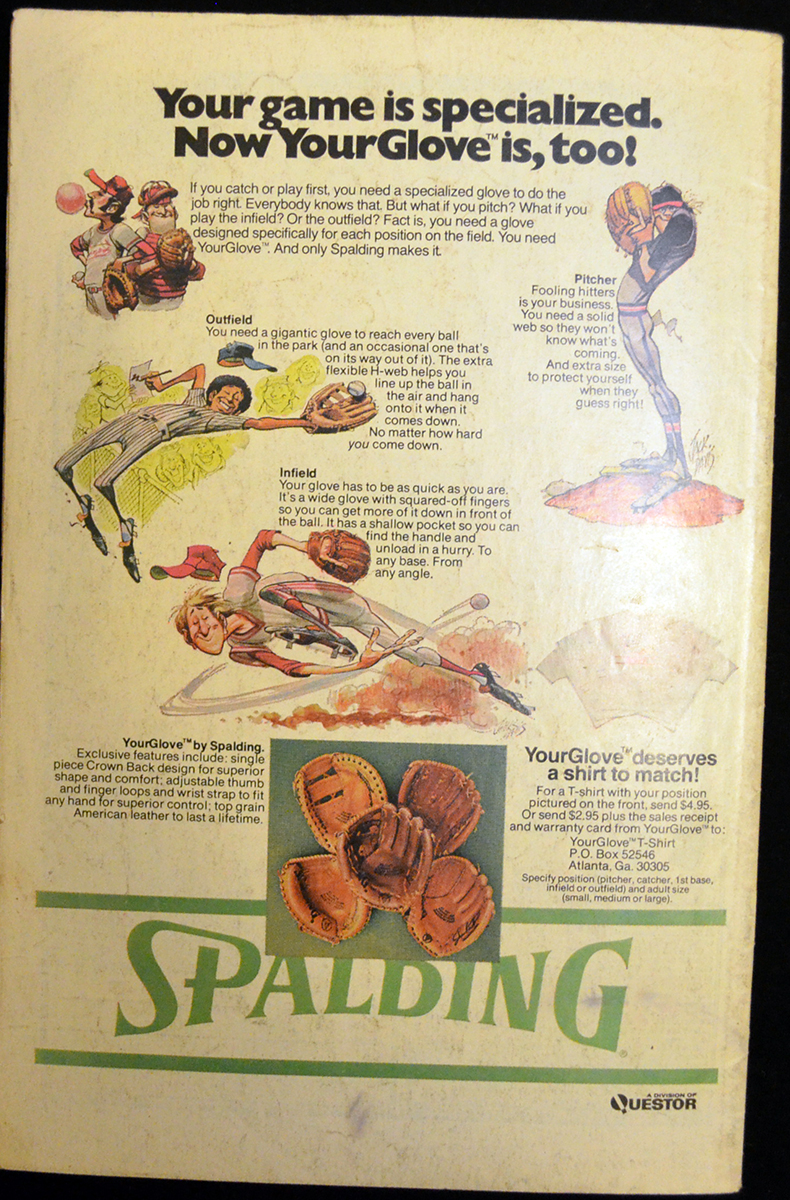 Your game is specialized.
Now YourGlove™ is, too!
If you catch or play first, you need a specialized glove to do the
job right. Everybody knows that. But what if you pitch? What if you
play the infield? Or the outfield? Fact is, you need a glove
designed specifically for each position on the field. You need
YourGlove™. And only Spalding makes it.
Pitcher
Fooling hitters
is your business.
You need a solid
web so they won't
know what's
coming.
And extra size
to protect yourself
when they
guess right!
Outfield
You need a gigantic glove to reach every ball
in the park (and an occasional one that's
on its way out of it). The extra
flexible H-web helps you
line up the ball in
the air and hang
onto it when it
comes down.
No matter how hard
you come down.
Infield
Your glove has to be as quick as you are.
It's a wide glove with squared-off fingers
so you can get more of it down in front of
the ball. It has a shallow pocket so you can
find the handle and
unload in a hurry. To
any base. From
any angle.
YourGlove™ by Spalding.
Exclusive features include: single
piece Crown Back design for superior
shape and comfort; adjustable thumb
and finger loops and wrist strap to fit
any hand for superior control; top grain
American leather to last a lifetime.
YourGlove™ deserves
a shirt to match!
For a T-shirt with your position
pictured on the front, send $4.95.
Or send $2.95 plus the sales receipt
and warranty card from YourGlove™ to:
YourGlove™ T-Shirt
P.O. Box 52546
Atlanta, Ga. 30305
Specify position (pitcher, catcher, 1st base,
infield or outfield) and adult size
(small, medium or large).
SPALDING®
A DIVISION OF
QUESTOR